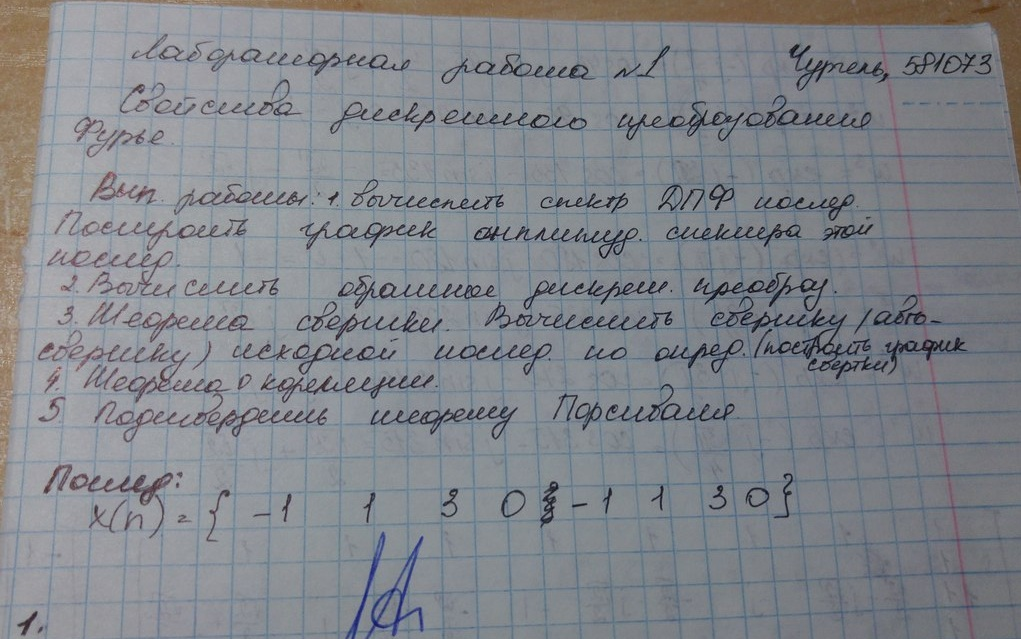 Лабораторная работа №1 Чугель, 581073
Свойства дискретного преобразования
Фурье.
Вып. работы: 1. вычислить спектр ДПФ послед.
Построить график амплитуд. спектра этой
послед.
2. Вычислить обратное дискрет. преобраз.
3. Теорема свертки. Вычислить свертку (авто-
свертку) исходной послед. по опред. (построить график
свертки)
4. Теорема о корреляции.
5. Подтвердить теорему Парсиваля
Послед:
x(n) = { -1 1 3 0 -1 1 3 0 }
1.